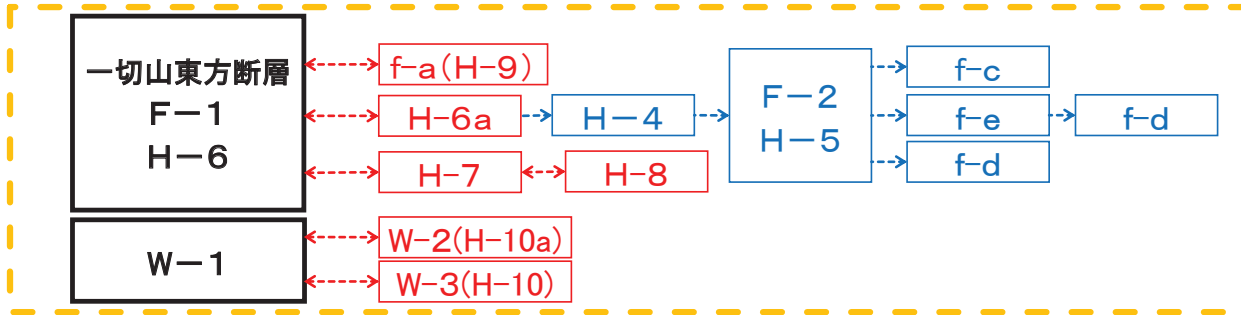 一切山東方断層
F－1
H－6
f-a(H-9)
H-6a
H-7
H-8
H－4
F－2
H－5
f-c
f-e
f-d
f-d
W－1
W-2(H-10a)
W-3(H-10)